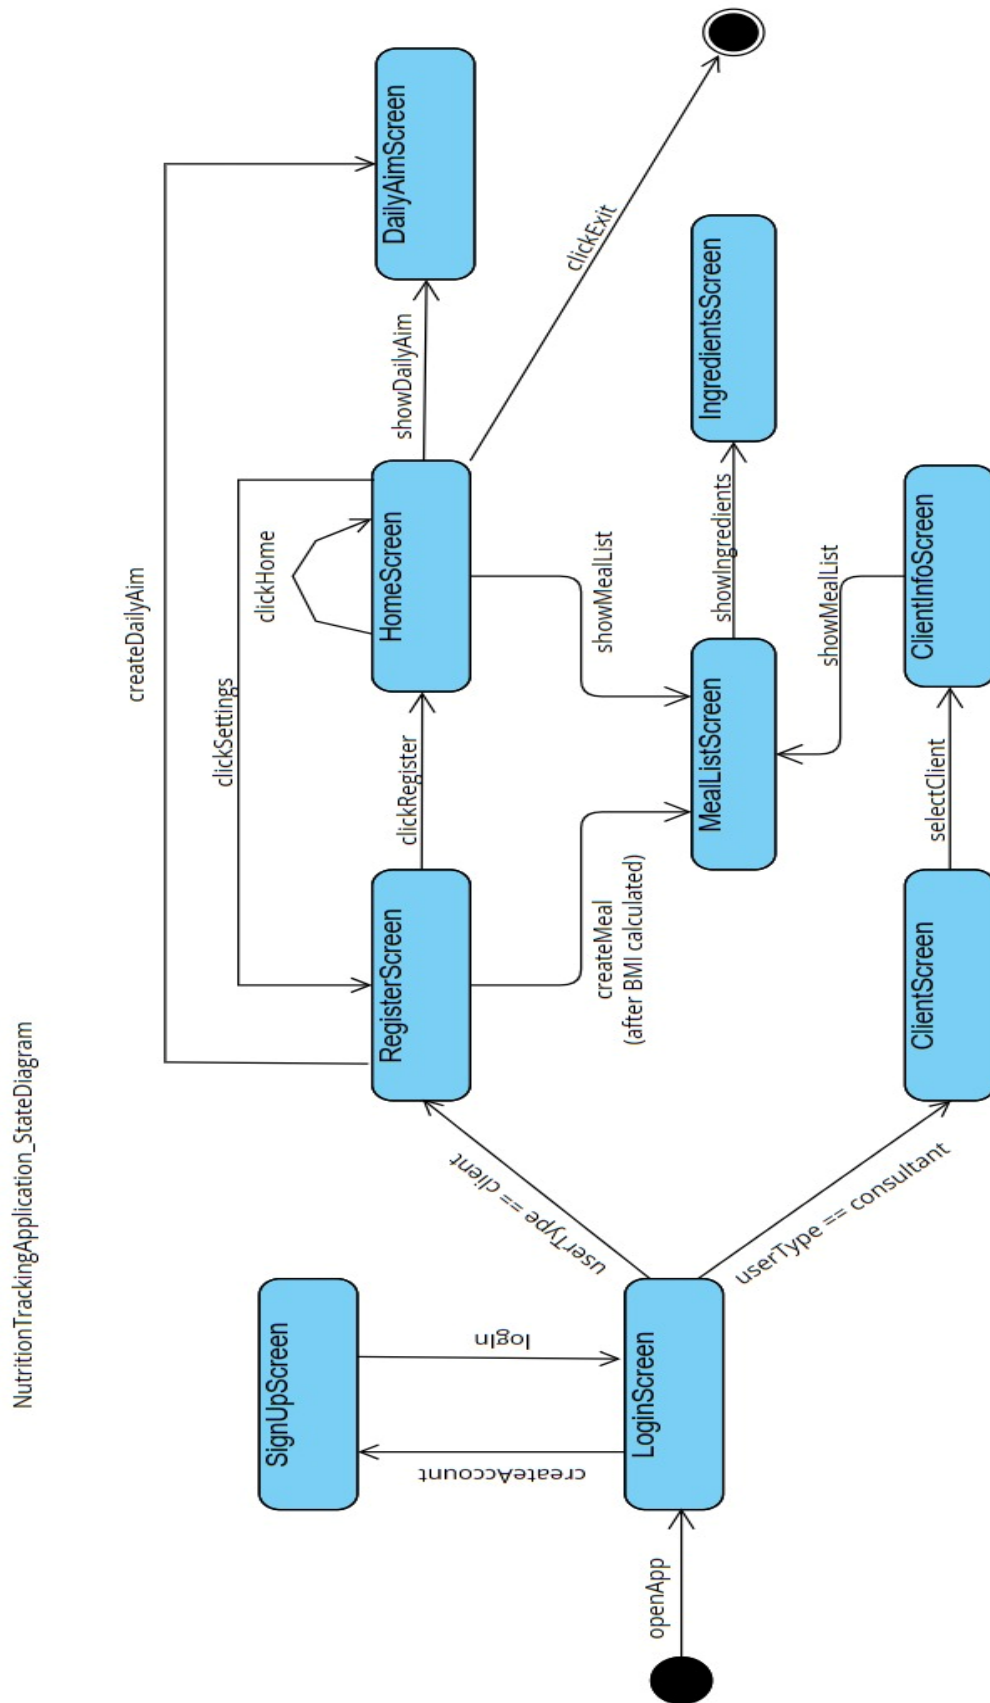 NutritionTrackingApplication_StateDiagram
openApp
LoginScreen
createAccount
logIn
SignUpScreen
userType == client
userType == consultant
RegisterScreen
createDailyAim
clickSettings
clickRegister
createMeal
(after BMI calculated)
HomeScreen
clickHome
showDailyAim
DailyAimScreen
clickExit
showMealList
MealListScreen
showIngredients
IngredientsScreen
ClientScreen
selectClient
ClientInfoScreen
showMealList